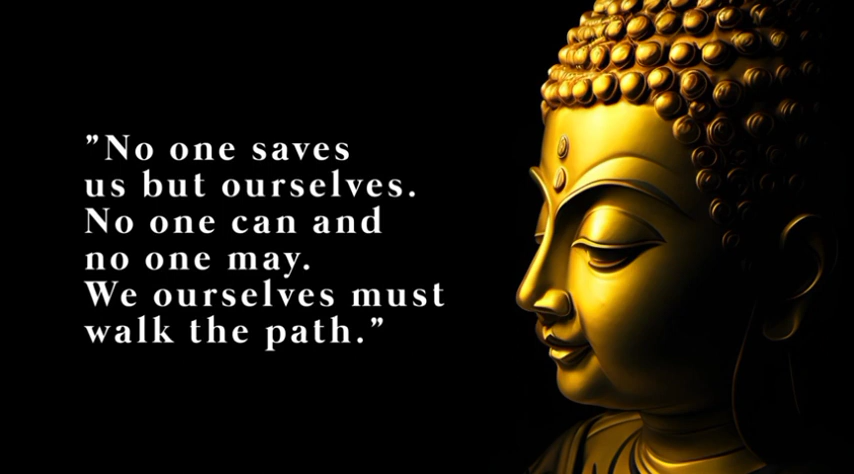 ”No one saves
us but ourselves.
No one can and
no one may.
We ourselves must
walk the path.”